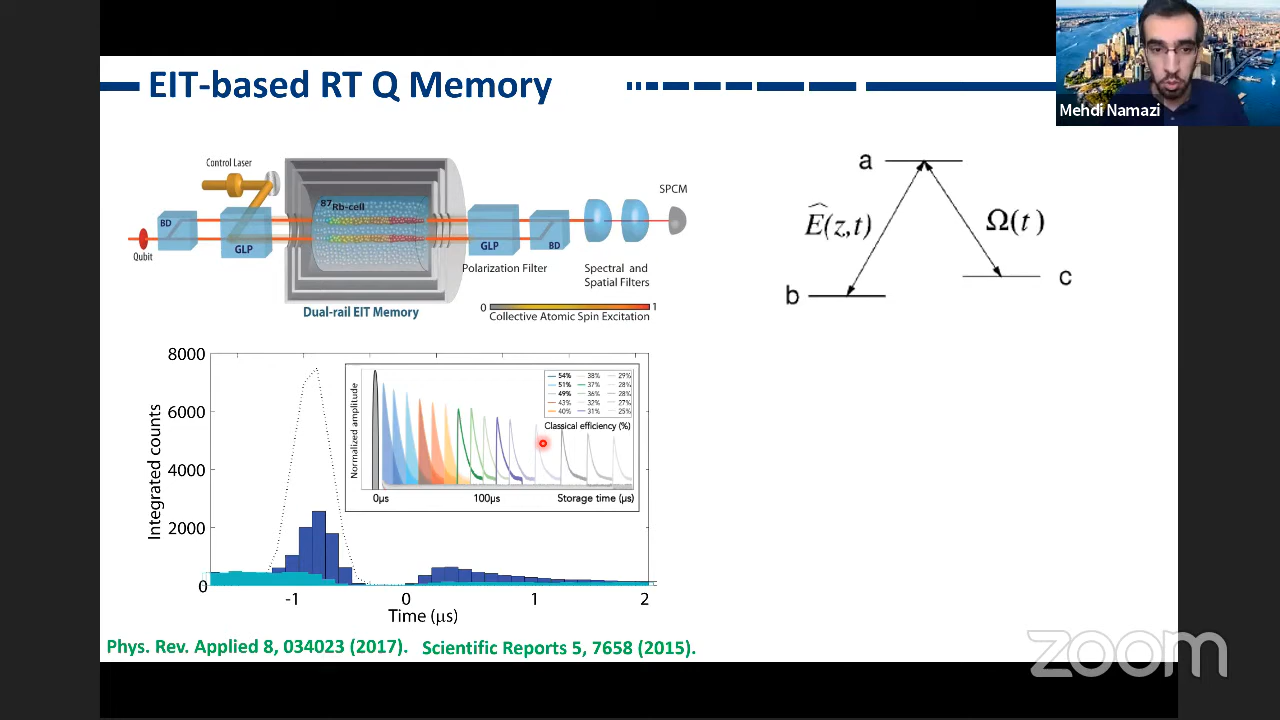 Mehdi Namazi
EIT-based RT Q Memory
Control Laser
SPCM
87Rb-cell
BD
GLP
GLP
BD
Qubit
Polarization Filter
Spectral and
Spatial Filters
0
1
Dual-rail EIT Memory
Collective Atomic Spin Excitation
a
Ê(z,t)
Ω(t)
b
c
8000
6000
4000
2000
0
Integrated counts
-1
0
1
2
Time (μs)
Normalized amplitude
54% 38% 29%
51% 37% 28%
49% 36% 28%
43% 32% 27%
40% 31% 25%
Classical efficiency (%)
0μs
100μs
Storage time (μs)
Phys. Rev. Applied 8, 034023 (2017). Scientific Reports 5, 7658 (2015).
zoom